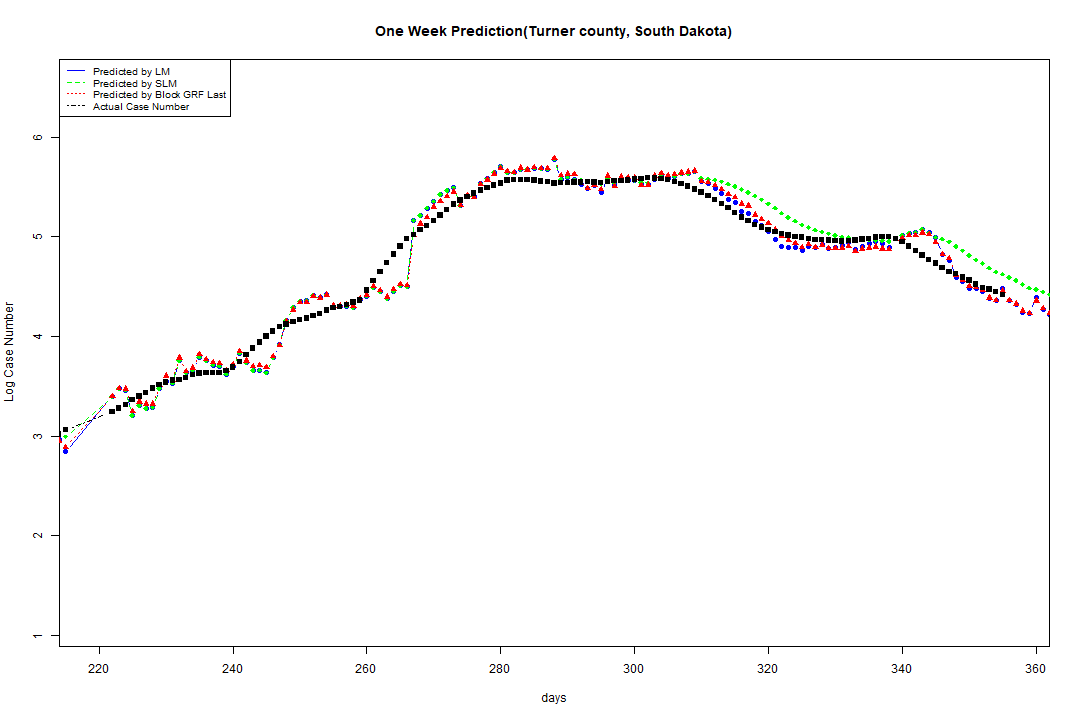 One Week Prediction(Turner county, South Dakota)
Predicted by LM
Predicted by SLM
Predicted by Block GRF Last
Actual Case Number
6
5
4
3
2
1
Log Case Number
220 240 260 280 300 320 340 360
days